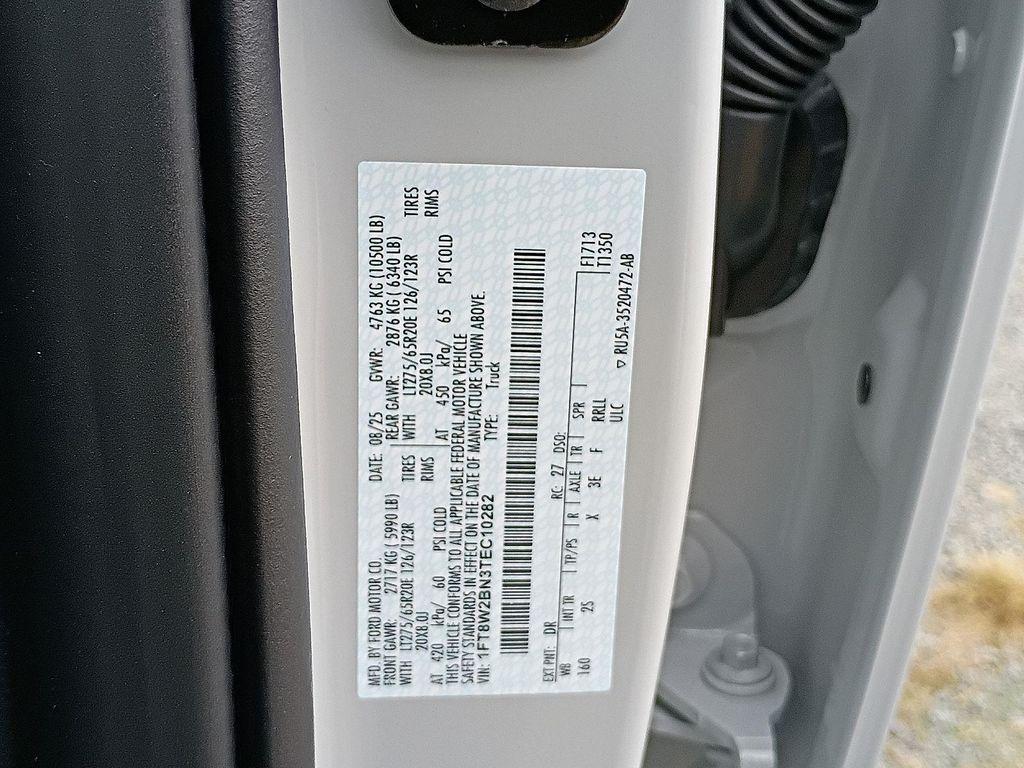 MFD. BY FORD MOTOR CO. DATE: 08/25 GVWR: 4763 KG (10500 LB)
FRONT GAWR: 2717 KG ( 5990 LB) REAR GAWR: 2876 KG ( 6340 LB)
WITH LT275/65R20E 126/123R TIRES WITH LT275/65R20E 126/123R TIRES
20X8.0J RIMS 20X8.0J RIMS
AT 420 kPa/ 60 PSI COLD AT 450 kPa/ 65 PSI COLD
THIS VEHICLE CONFORMS TO ALL APPLICABLE FEDERAL MOTOR VEHICLE
SAFETY STANDARDS IN EFFECT ON THE DATE OF MANUFACTURE SHOWN ABOVE.
VIN: 1FT8W2BN3TEC10282 TYPE: Truck
EXT PNT: DR RC: 27 DSO:
WB INT TR TP/PS R AXLE TR SPR F1713
160 2S X 3E F RRLL T1350
ULC
▽ RU5A-3520472-AB